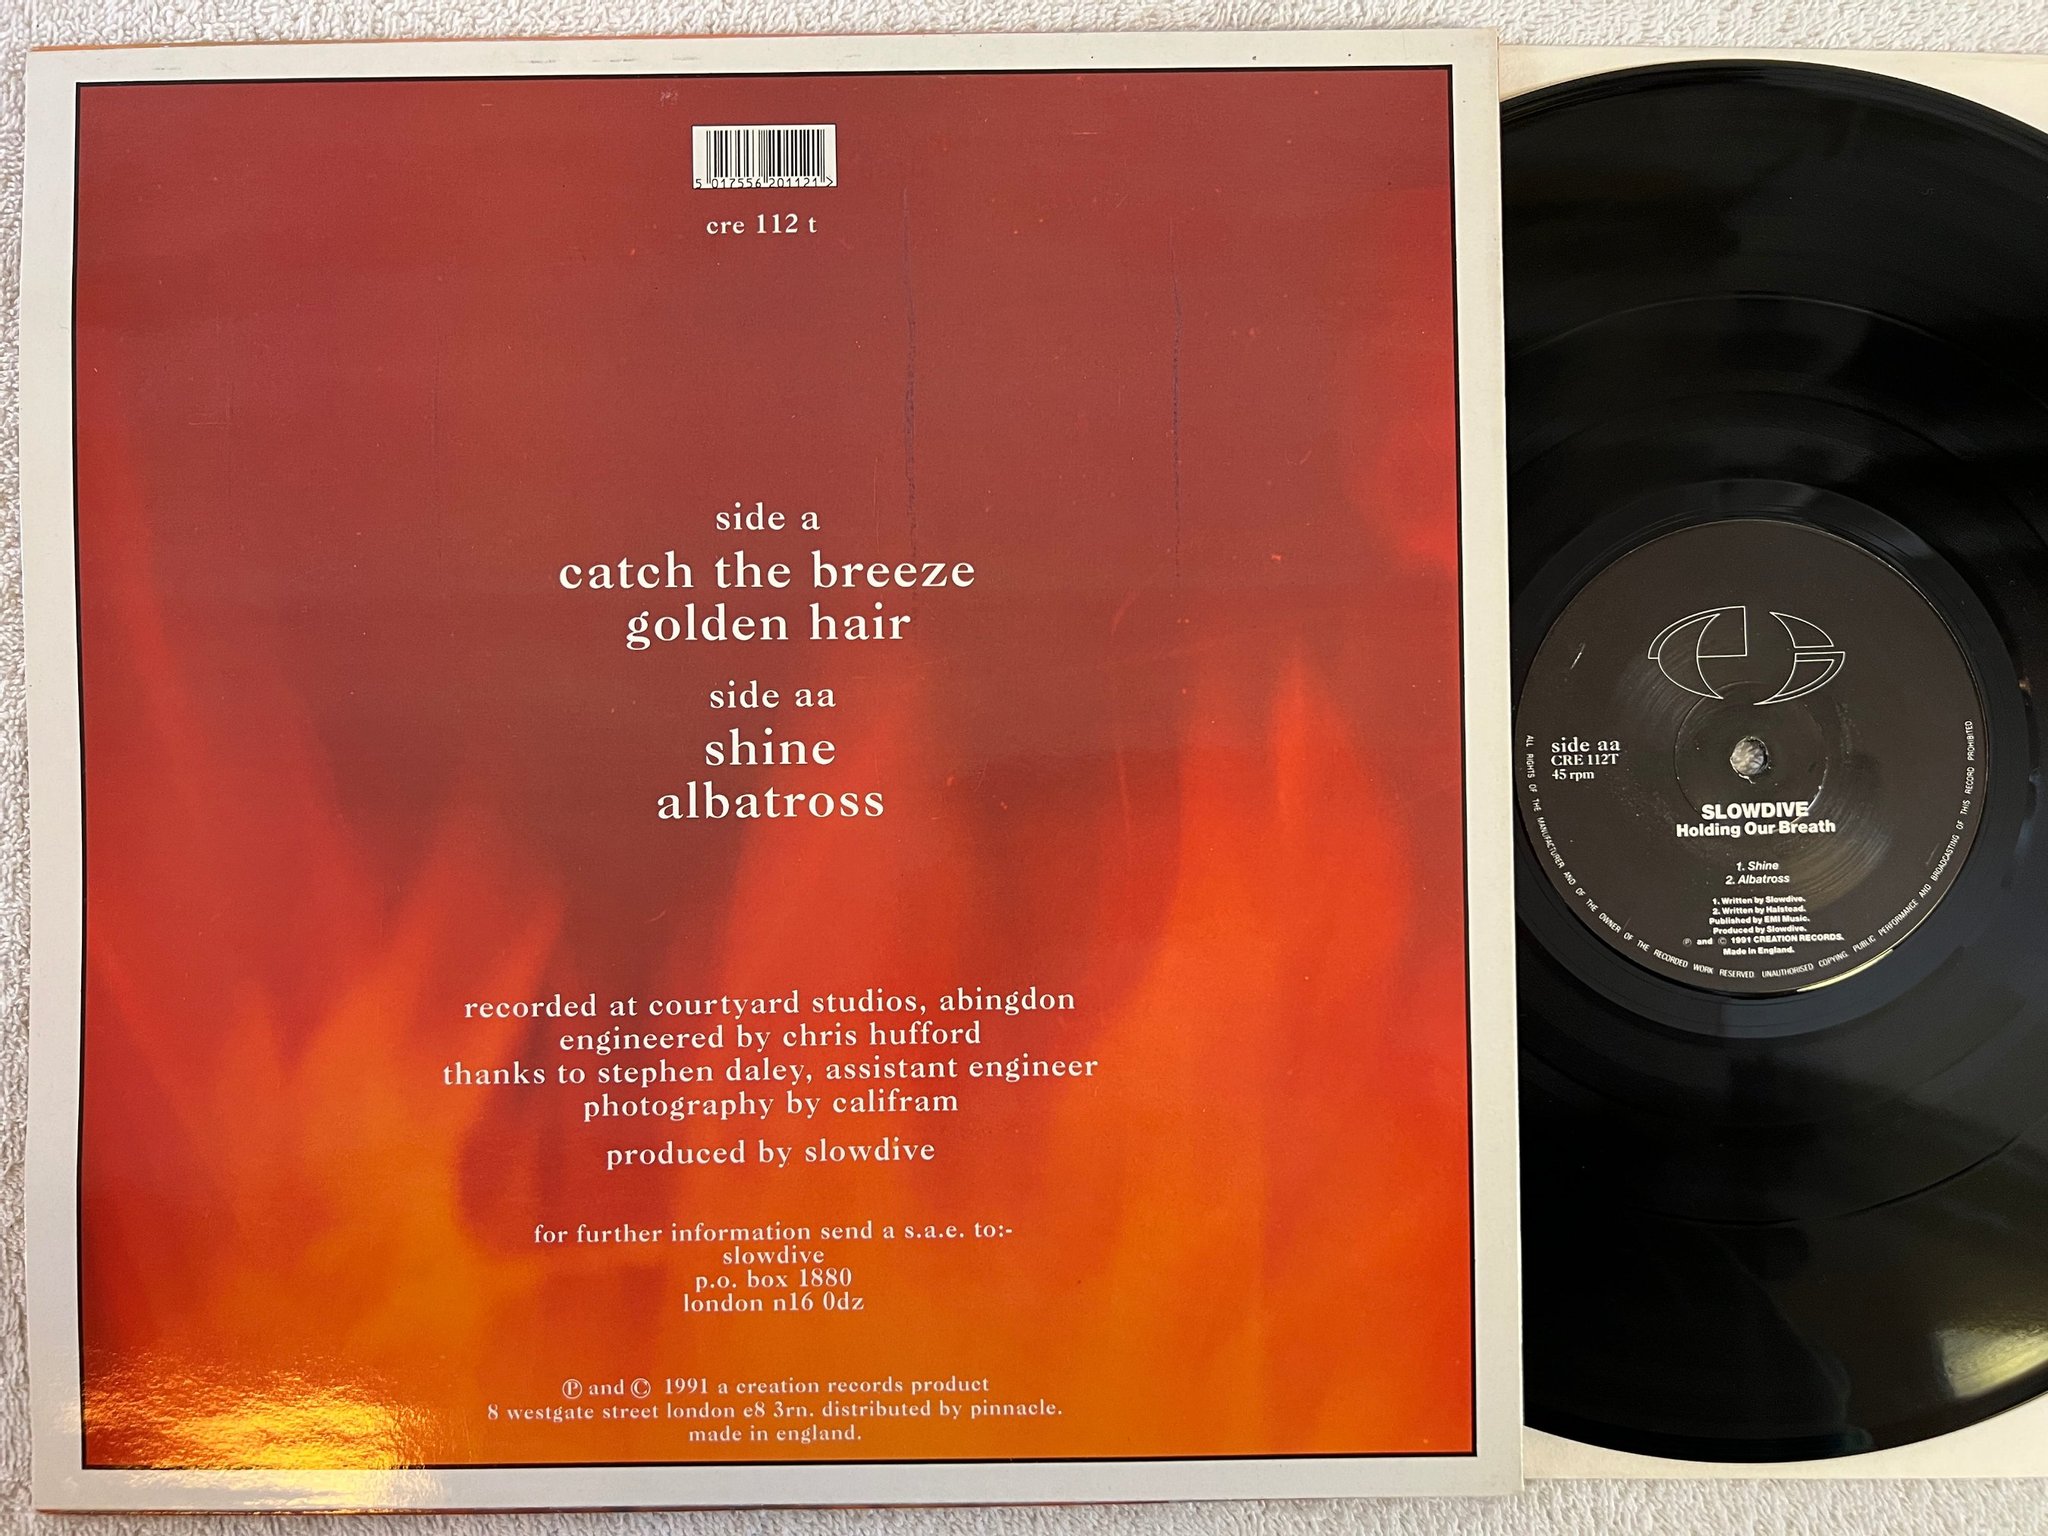 5 017556 201121 >
cre 112 t
side a
catch the breeze
golden hair
side aa
shine
albatross
recorded at courtyard studios, abingdon
engineered by chris hufford
thanks to stephen daley, assistant engineer
photography by califram
produced by slowdive
for further information send a s.a.e. to:-
slowdive
p.o. box 1880
london n16 0dz
Ⓟ and © 1991 a creation records product
8 westgate street london e8 3rn. distributed by pinnacle.
made in england.
side aa
CRE 112T
45 rpm
SLOWDIVE
Holding Our Breath
1. Shine
2. Albatross
1. Written by Slowdive.
2. Written by Halstead.
Published by EMI Music.
Produced by Slowdive.
Ⓟ and © 1991 CREATION RECORDS.
Made in England.
ALL RIGHTS OF THE MANUFACTURER AND OF THE OWNER OF THE RECORDED WORK RESERVED UNAUTHORISED COPYING PUBLIC PERFORMANCE AND BROADCASTING OF THIS RECORD PROHIBITED